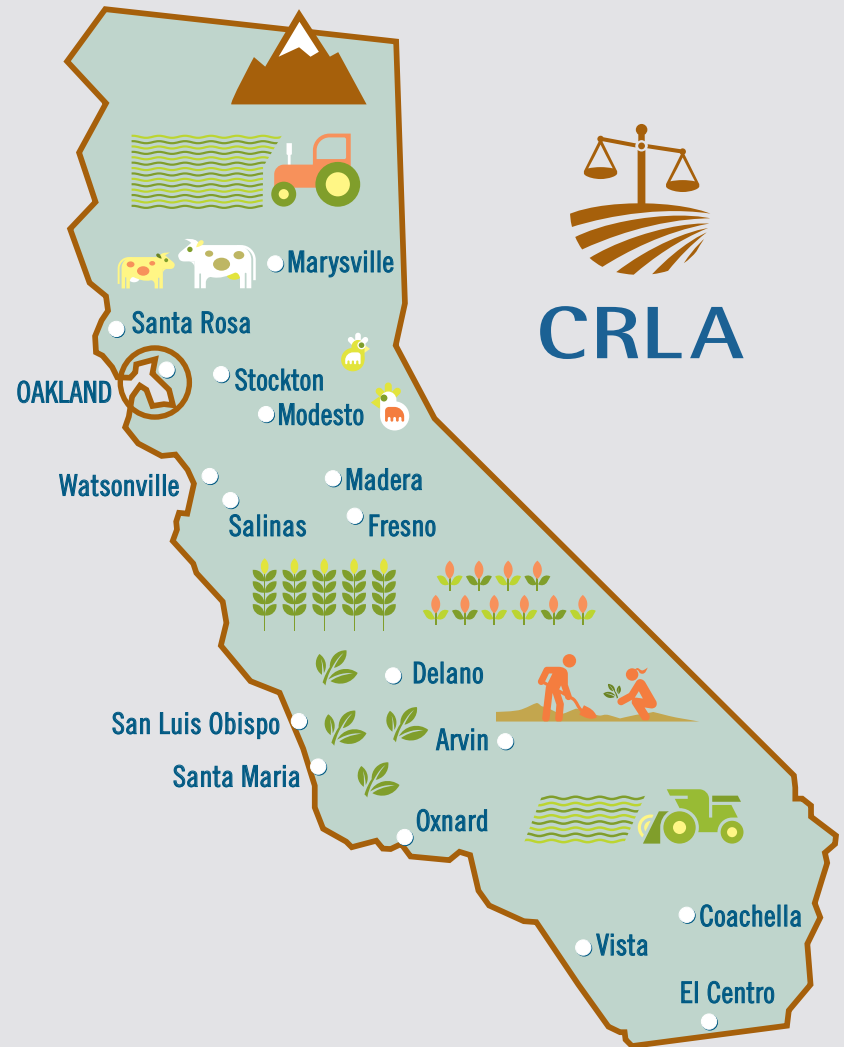 Marysville
Santa Rosa
CRLA
OAKLAND
Stockton
Modesto
Watsonville
Madera
Salinas
Fresno
Delano
San Luis Obispo
Arvin
Santa Maria
Oxnard
Coachella
Vista
El Centro